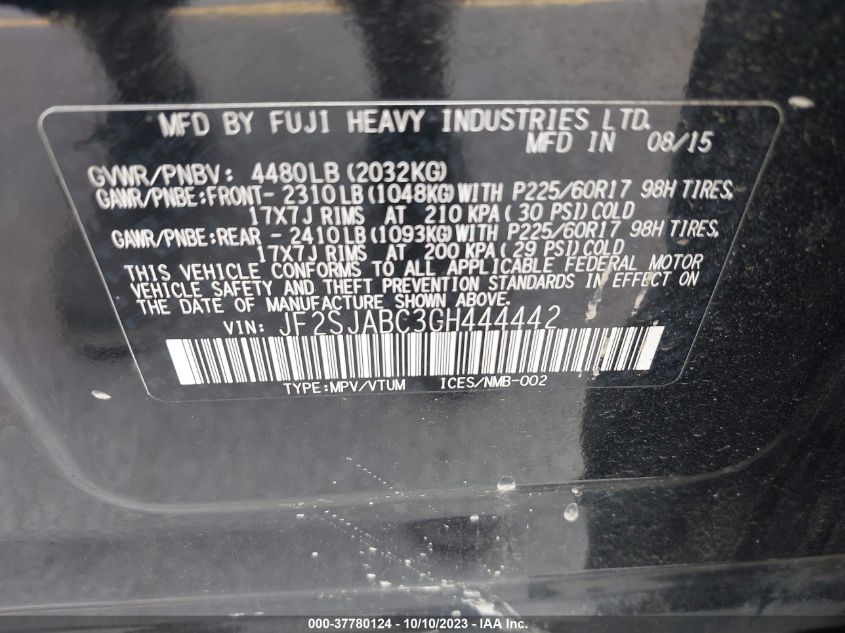 MFD BY FUJI HEAVY INDUSTRIES LTD.
MFD IN 08/15
GVWR/PNBV: 4480LB (2032KG)
GAWR/PNBE:FRONT- 2310LB (1048KG) WITH P225/60R17 98H TIRES,
17X7J RIMS AT 210 KPA ( 30 PSI) COLD
GAWR/PNBE:REAR - 2410LB (1093KG) WITH P225/60R17 98H TIRES,
17X7J RIMS AT 200 KPA ( 29 PSI) COLD
THIS VEHICLE CONFORMS TO ALL APPLICABLE FEDERAL MOTOR
VEHICLE SAFETY AND THEFT PREVENTION STANDARDS IN EFFECT ON
THE DATE OF MANUFACTURE SHOWN ABOVE.
VIN: JF2SJABC3GH444442
TYPE:MPV/VTUM ICES/NMB-002
000-37780124 - 10/10/2023 - IAA Inc.